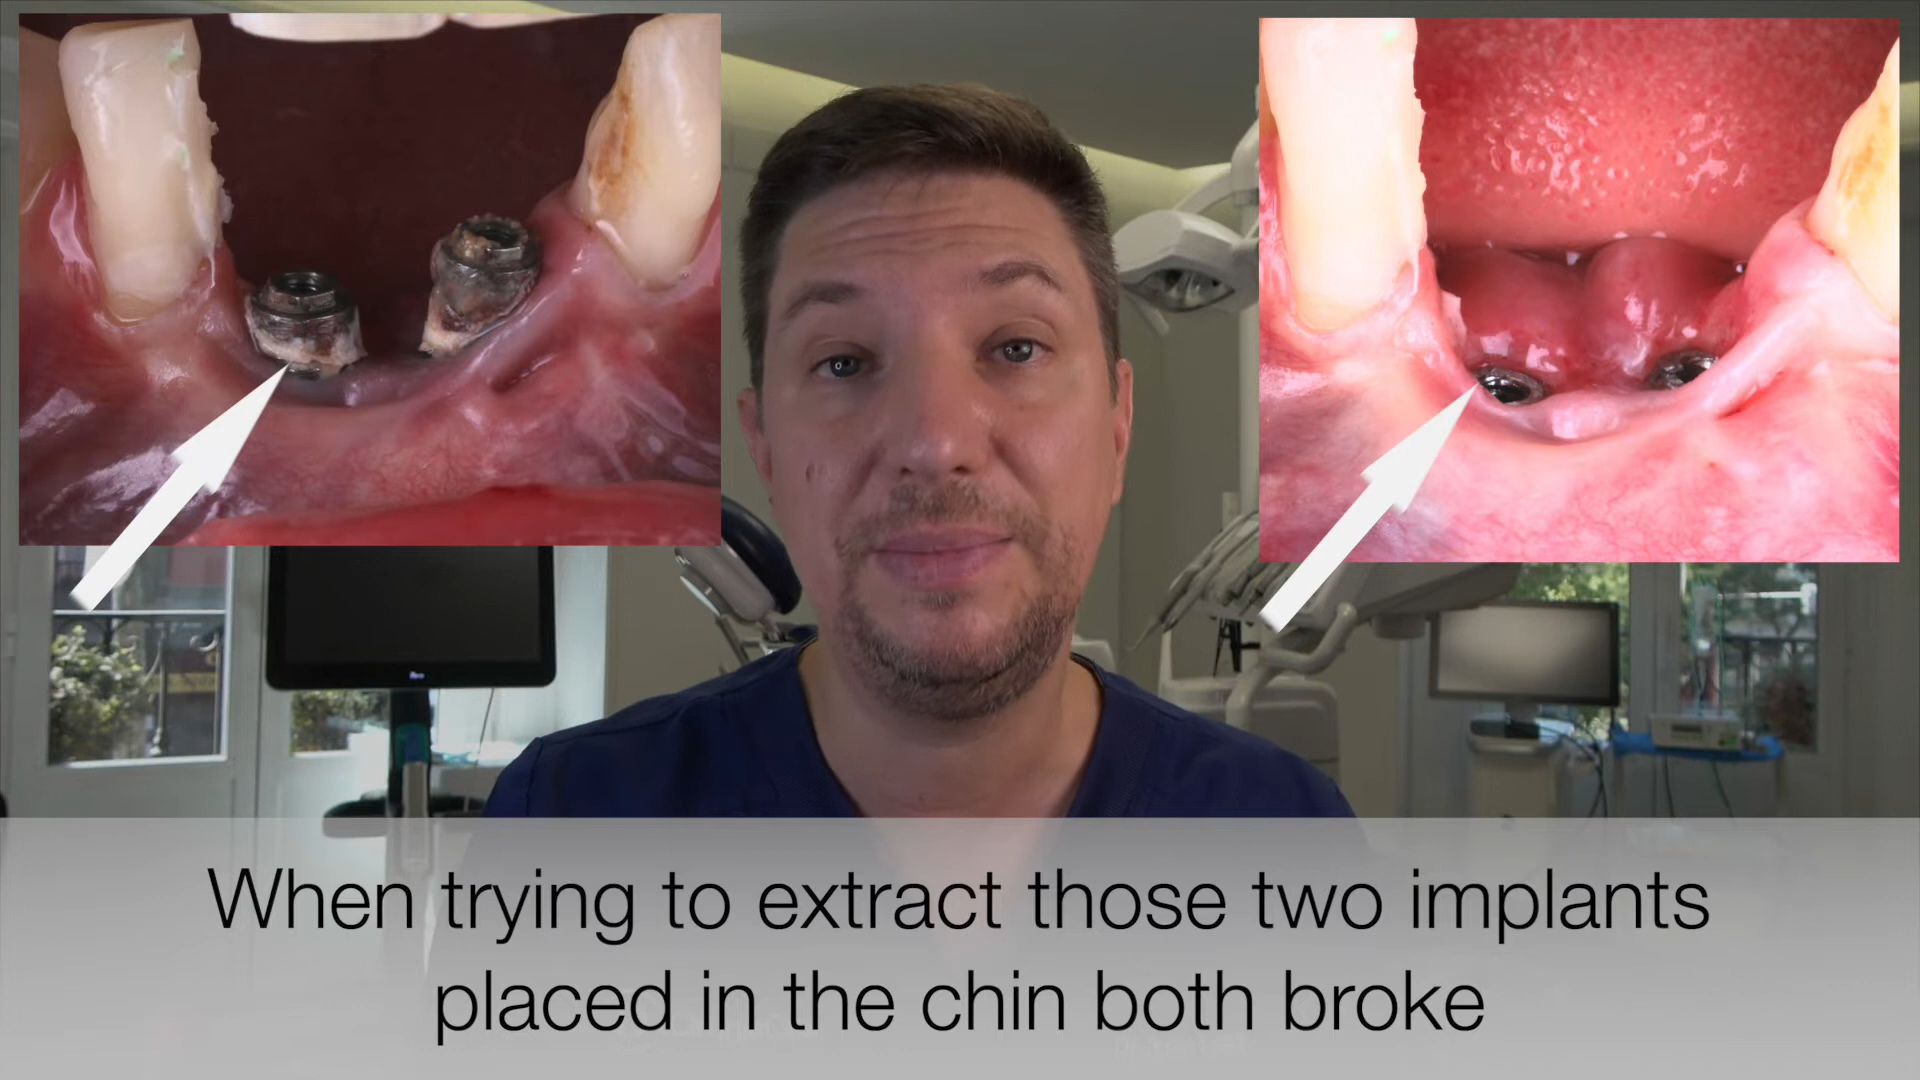 When trying to extract those two implants
placed in the chin both broke